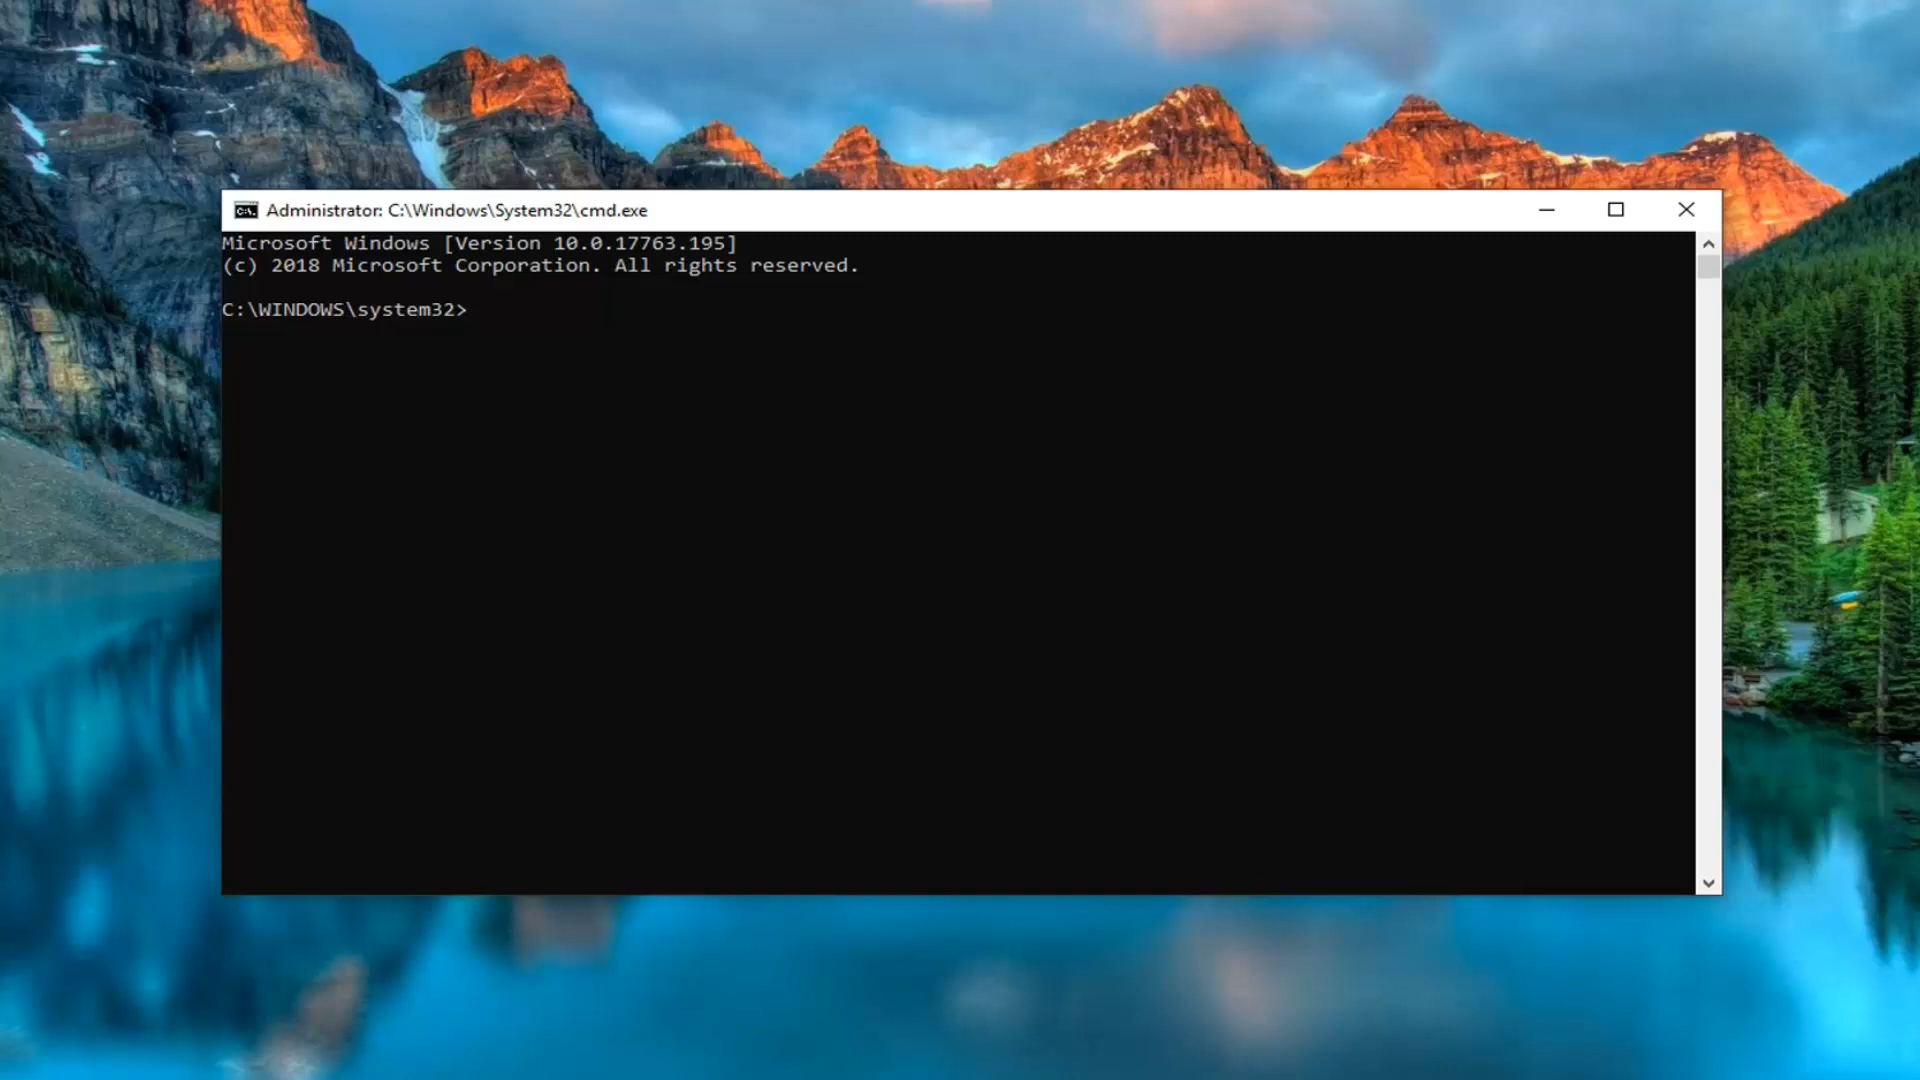 Administrator: C:\Windows\System32\cmd.exe
Microsoft Windows [Version 10.0.17763.195]
(c) 2018 Microsoft Corporation. All rights reserved.
C:\WINDOWS\system32>